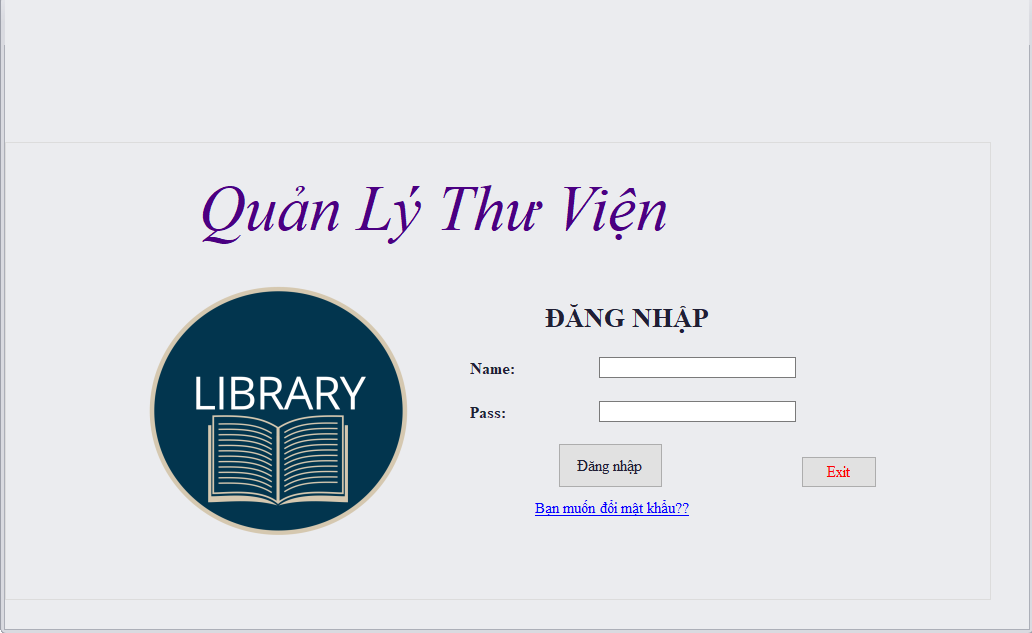 Quản Lý Thư Viện
LIBRARY
ĐĂNG NHẬP
Name:
Pass:
Đăng nhập
Exit
Bạn muốn đổi mật khẩu??